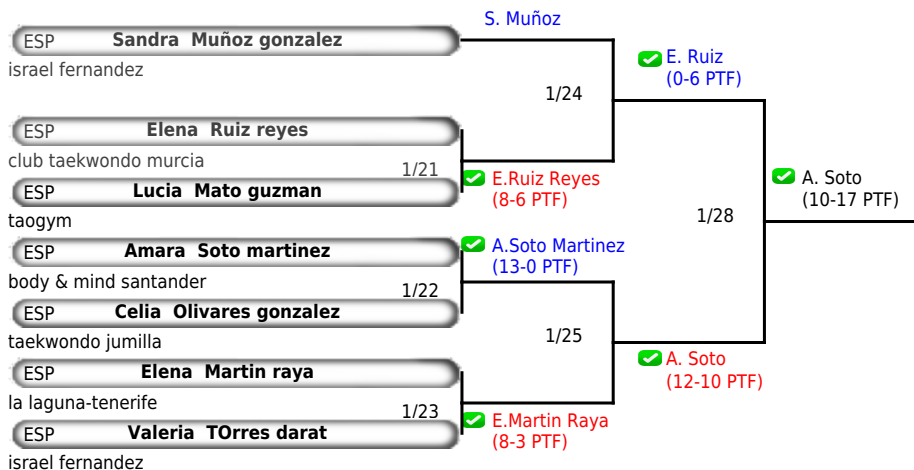 S. Muñoz
ESP Sandra Muñoz gonzalez
israel fernandez
E. Ruiz
(0-6 PTF)
1/24
ESP Elena Ruiz reyes
club taekwondo murcia
1/21
E.Ruiz Reyes
(8-6 PTF)
ESP Lucia Mato guzman
taogym
A. Soto
(10-17 PTF)
1/28
ESP Amara Soto martinez
body & mind santander
A.Soto Martinez
(13-0 PTF)
1/22
ESP Celia Olivares gonzalez
taekwondo jumilla
1/25
A. Soto
(12-10 PTF)
ESP Elena Martin raya
la laguna-tenerife
1/23
E.Martin Raya
(8-3 PTF)
ESP Valeria TOrres darat
israel fernandez